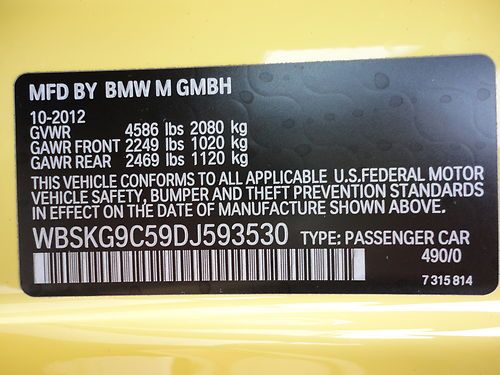 MFD BY BMW M GMBH
10-2012
GVWR 4586 lbs 2080 kg
GAWR FRONT 2249 lbs 1020 kg
GAWR REAR 2469 lbs 1120 kg
THIS VEHICLE CONFORMS TO ALL APPLICABLE U.S.FEDERAL MOTOR
VEHICLE SAFETY, BUMPER AND THEFT PREVENTION STANDARDS
IN EFFECT ON THE DATE OF MANUFACTURE SHOWN ABOVE.
WBSKG9C59DJ593530 TYPE: PASSENGER CAR
490/0
7 315 814